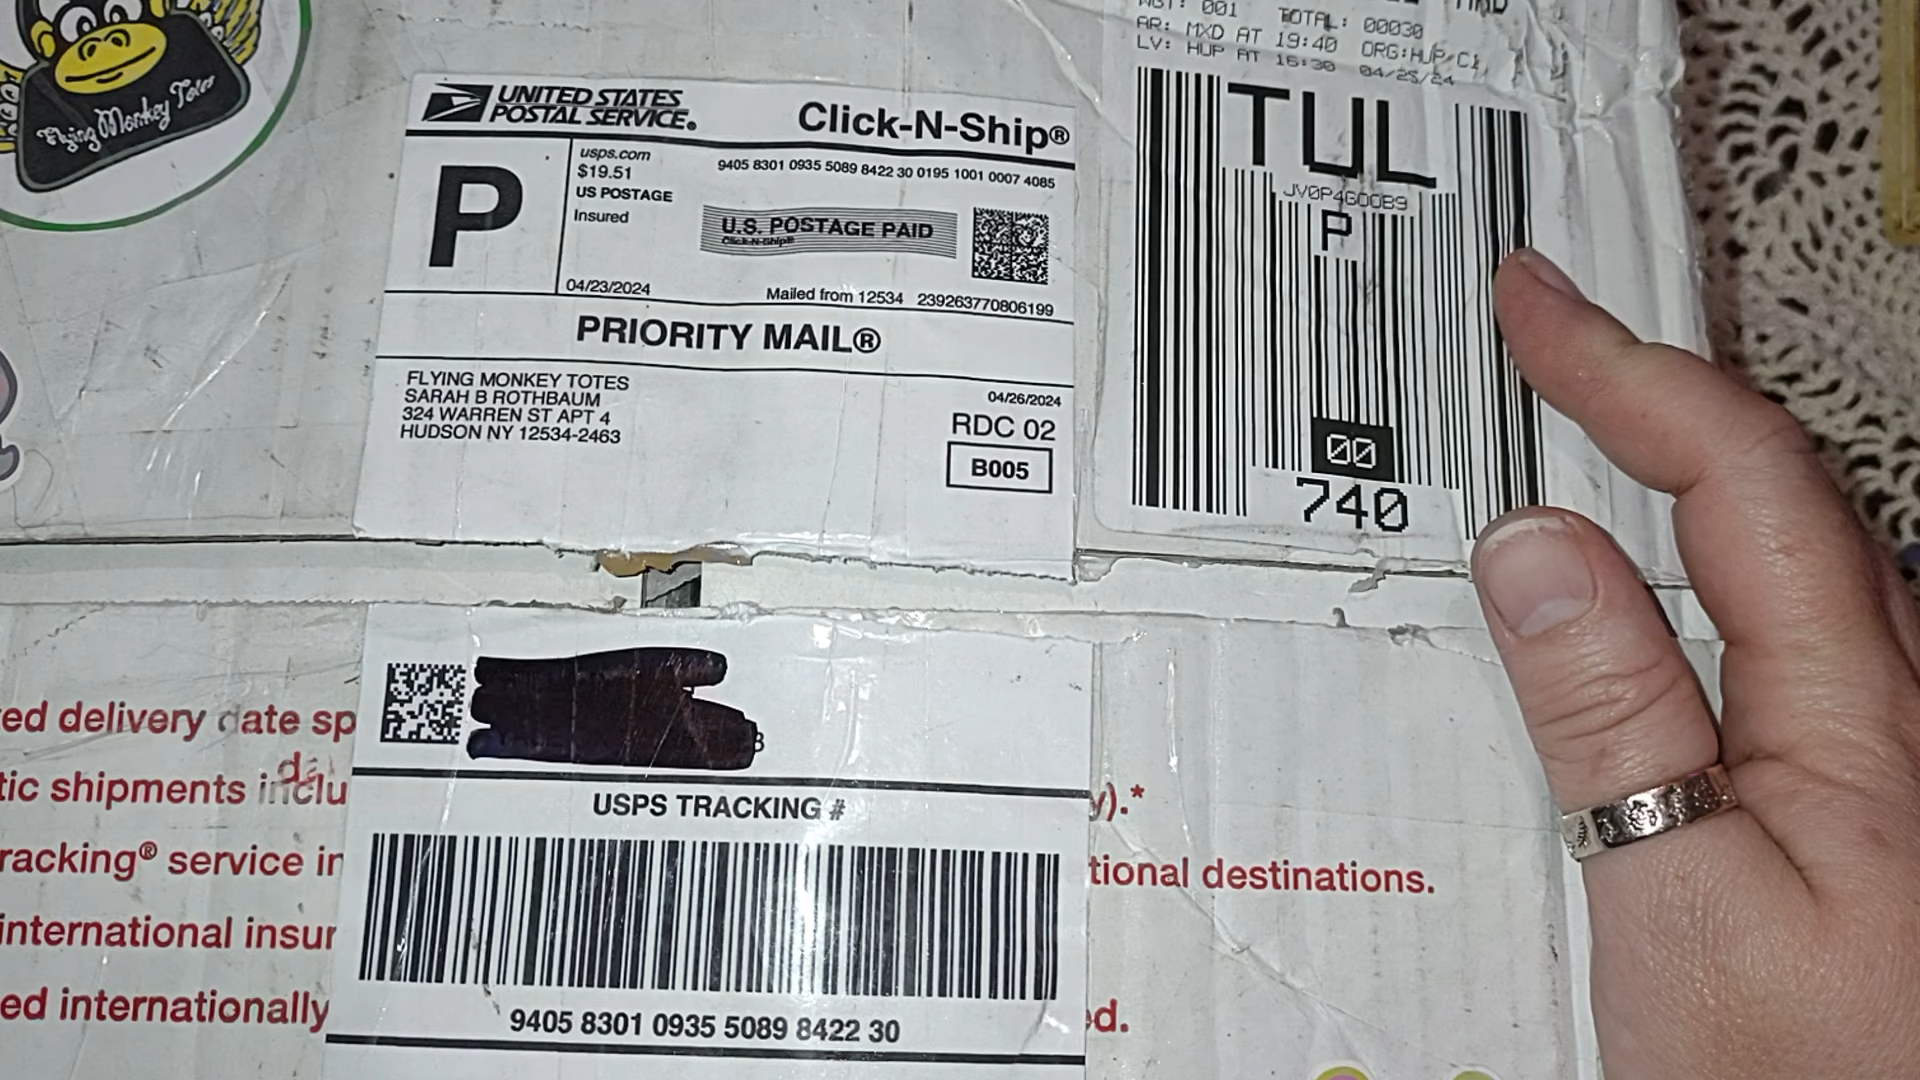 Flying Monkey Totes
UNITED STATES
POSTAL SERVICE®
Click-N-Ship®
P
usps.com
$19.51
US POSTAGE
Insured
9405 8301 0935 5089 8422 30 0195 1001 0007 4085
U.S. POSTAGE PAID
Click-N-Ship®
04/23/2024
Mailed from 12534 239263770806199
PRIORITY MAIL®
FLYING MONKEY TOTES
SARAH B ROTHBAUM
324 WARREN ST APT 4
HUDSON NY 12534-2463
04/26/2024
RDC 02
B005
001 TOTAL: 00030
AR: MXD AT 19:40 ORG:HUP/C1
LV: HUP AT 16:30 04/25/24
TUL
JV0P4G00B9
P
00
740
USPS TRACKING #
9405 8301 0935 5089 8422 30
ed delivery date sp
tic shipments inclu
y).*
racking® service in
tional destinations.
international insur
ed internationally
d.